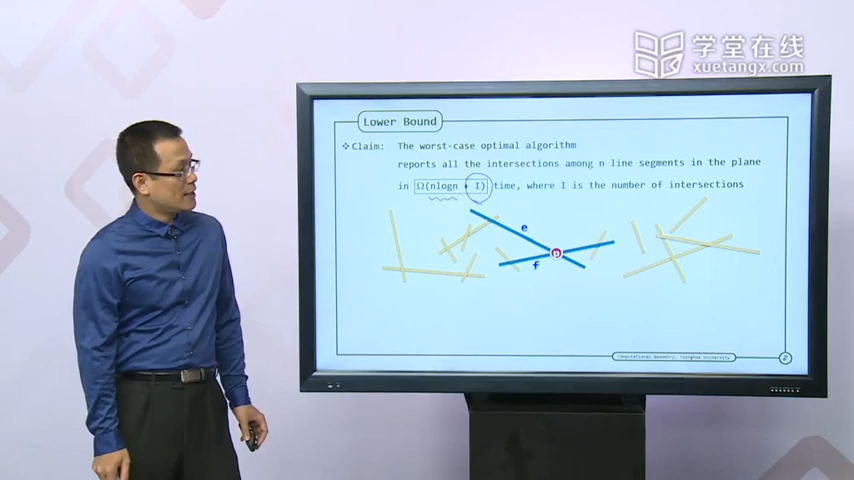 学堂在线
xuetangx.com
Lower Bound
❖ Claim: The worst-case optimal algorithm
reports all the intersections among n line segments in the plane
in Ω(nlogn + I) time, where I is the number of intersections
e
p
f
Computational Geometry, Tsinghua University